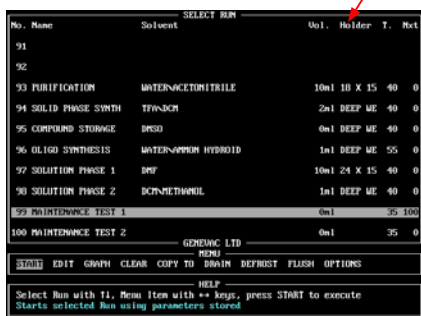 SELECT RUN
No. Name Solvent Vol. Holder T. Nxt
91
92
93 PURIFICATION WATER\ACETONITRILE 10ml 18 X 15 40 0
94 SOLID PHASE SYNTH TFA\DCM 2ml DEEP WE 40 0
95 COMPOUND STORAGE DMSO 0ml DEEP WE 40 0
96 OLIGO SYNTHESIS WATER\AMMON HYDROID 1ml DEEP WE 55 0
97 SOLUTION PHASE 1 DMF 10ml 24 X 15 40 0
98 SOLUTION PHASE 2 DCM\METHANOL 1ml DEEP WE 40 0
99 MAINTENANCE TEST 1 0ml 35 100
100 MAINTENANCE TEST 2 0ml 35 0
GENEVAC LTD
MENU
START EDIT GRAPH CLEAR COPY TO DRAIN DEFROST FLUSH OPTIONS
HELP
Select Run with ↑↓, Menu Item with ↔ keys, press START to execute
Starts selected Run using parameters stored